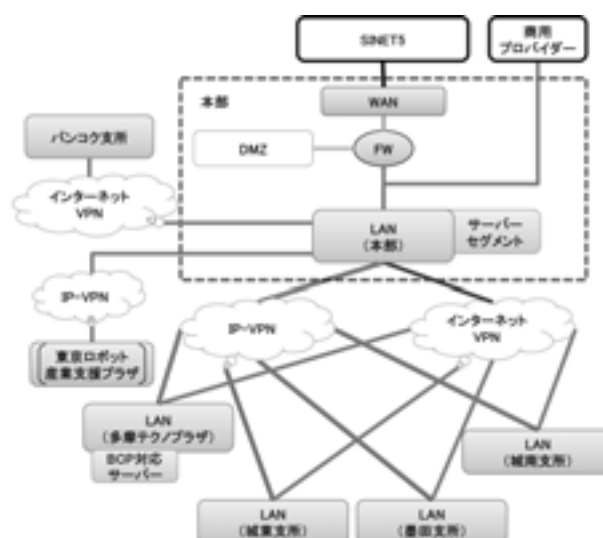 SINET5
商用
プロバイダー
本部
WAN
バンコク支所
DMZ
FW
インターネット
VPN
LAN
(本部)
サーバー
セグメント
IP-VPN
IP-VPN
インターネット
VPN
東京ロボット
産業支援プラザ
LAN
(多摩テクノプラザ)
BCP対応
サーバー
LAN
(城南支所)
LAN
(城東支所)
LAN
(墨田支所)